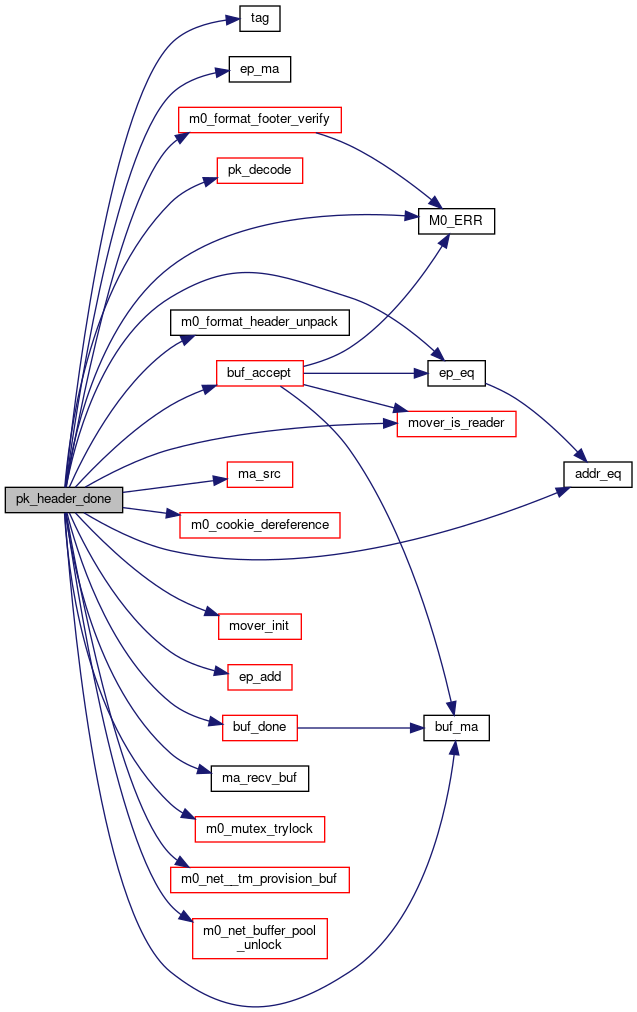 tag
ep_ma
m0_format_footer_verify
pk_decode
M0_ERR
m0_format_header_unpack
buf_accept
ep_eq
mover_is_reader
ma_src
addr_eq
pk_header_done
m0_cookie_dereference
mover_init
ep_add
buf_done
buf_ma
ma_recv_buf
m0_mutex_trylock
m0_net__tm_provision_buf
m0_net_buffer_pool
_unlock